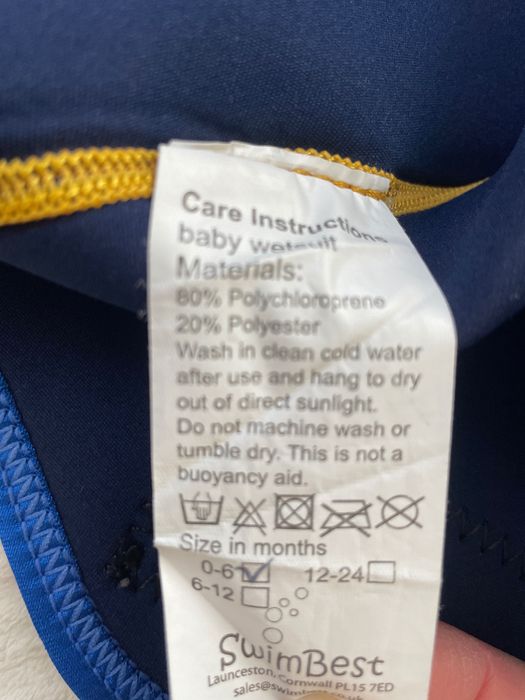 Care Instructions
baby wetsuit
Materials:
80% Polychloroprene
20% Polyester
Wash in clean cold water
after use and hang to dry
out of direct sunlight.
Do not machine wash or
tumble dry. This is not a
buoyancy aid.
Size in months
0-6 12-24
6-12
SwimBest
Launceston, Cornwall PL15 7ED